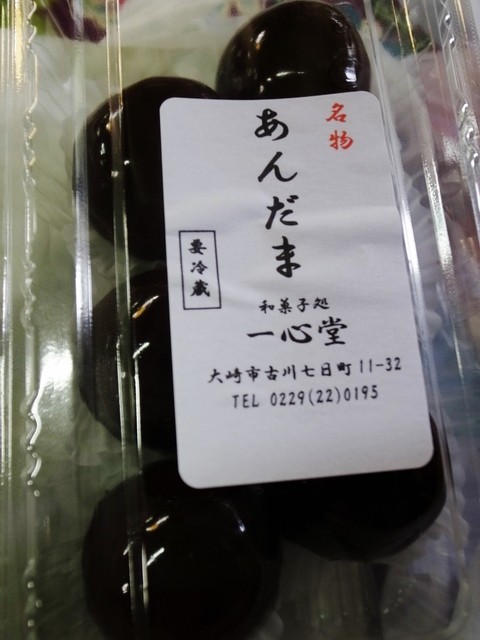 名物
あんだま
要冷蔵
和菓子処
一心堂
大崎市古川七日町11-32
TEL 0229(22)0195